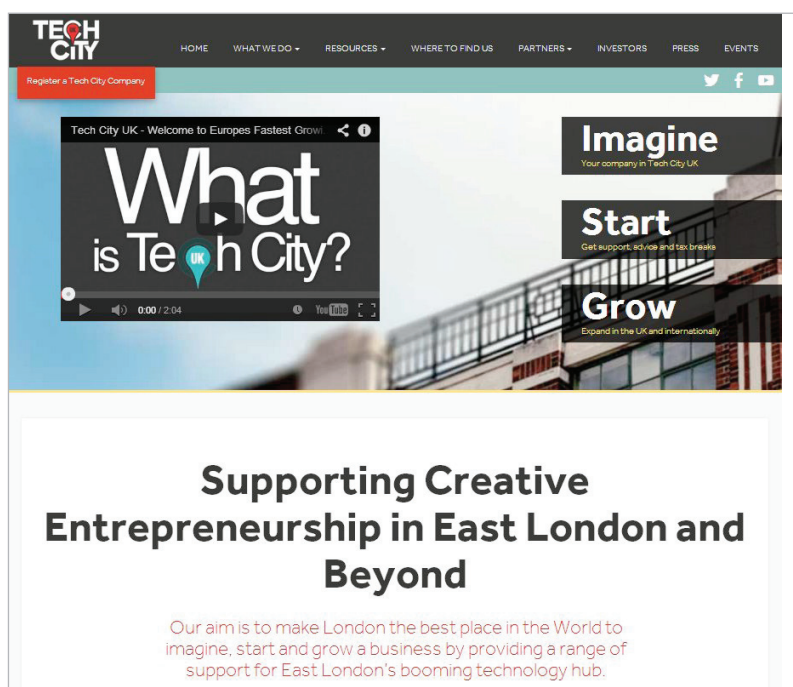 TECH
CITY
HOME WHAT WE DO RESOURCES WHERE TO FIND US PARTNERS INVESTORS PRESS EVENTS
Register a Tech City Company
Tech City UK - Welcome to Europes Fastest Growi.
What
is Tech City?
UK
0:00 / 2:04
YouTube
Imagine
Your company in Tech City UK
Start
Get support, advice and tax breaks
Grow
Expand in the UK and internationally
Supporting Creative
Entrepreneurship in East London and
Beyond
Our aim is to make London the best place in the World to
imagine, start and grow a business by providing a range of
support for East London's booming technology hub.